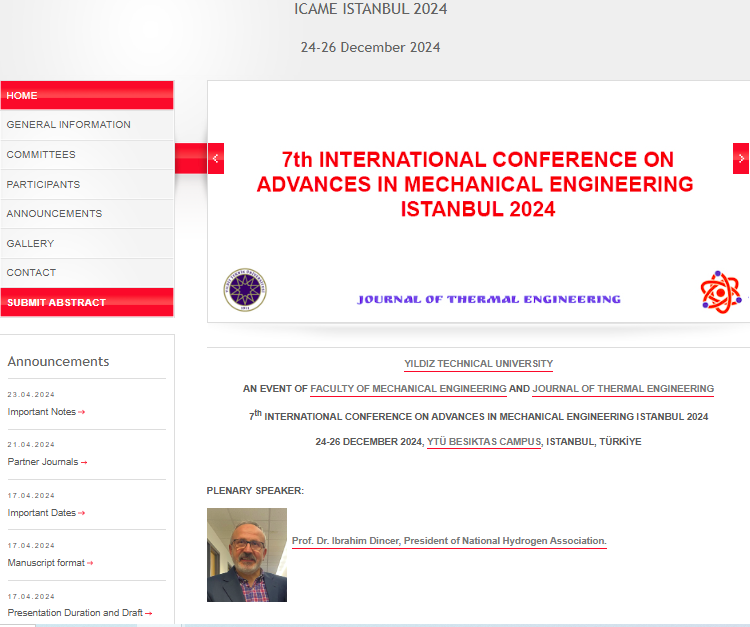 ICAME ISTANBUL 2024
24-26 December 2024
HOME
GENERAL INFORMATION
COMMITTEES
PARTICIPANTS
ANNOUNCEMENTS
GALLERY
CONTACT
SUBMIT ABSTRACT
Announcements
23.04.2024
Important Notes →
21.04.2024
Partner Journals →
17.04.2024
Important Dates →
17.04.2024
Manuscript format →
17.04.2024
Presentation Duration and Draft →
7th INTERNATIONAL CONFERENCE ON
ADVANCES IN MECHANICAL ENGINEERING
ISTANBUL 2024
JOURNAL OF THERMAL ENGINEERING
YILDIZ TECHNICAL UNIVERSITY
AN EVENT OF FACULTY OF MECHANICAL ENGINEERING AND JOURNAL OF THERMAL ENGINEERING
7th INTERNATIONAL CONFERENCE ON ADVANCES IN MECHANICAL ENGINEERING ISTANBUL 2024
24-26 DECEMBER 2024, YTÜ BESIKTAS CAMPUS, ISTANBUL, TÜRKİYE
PLENARY SPEAKER:
Prof. Dr. Ibrahim Dincer, President of National Hydrogen Association.